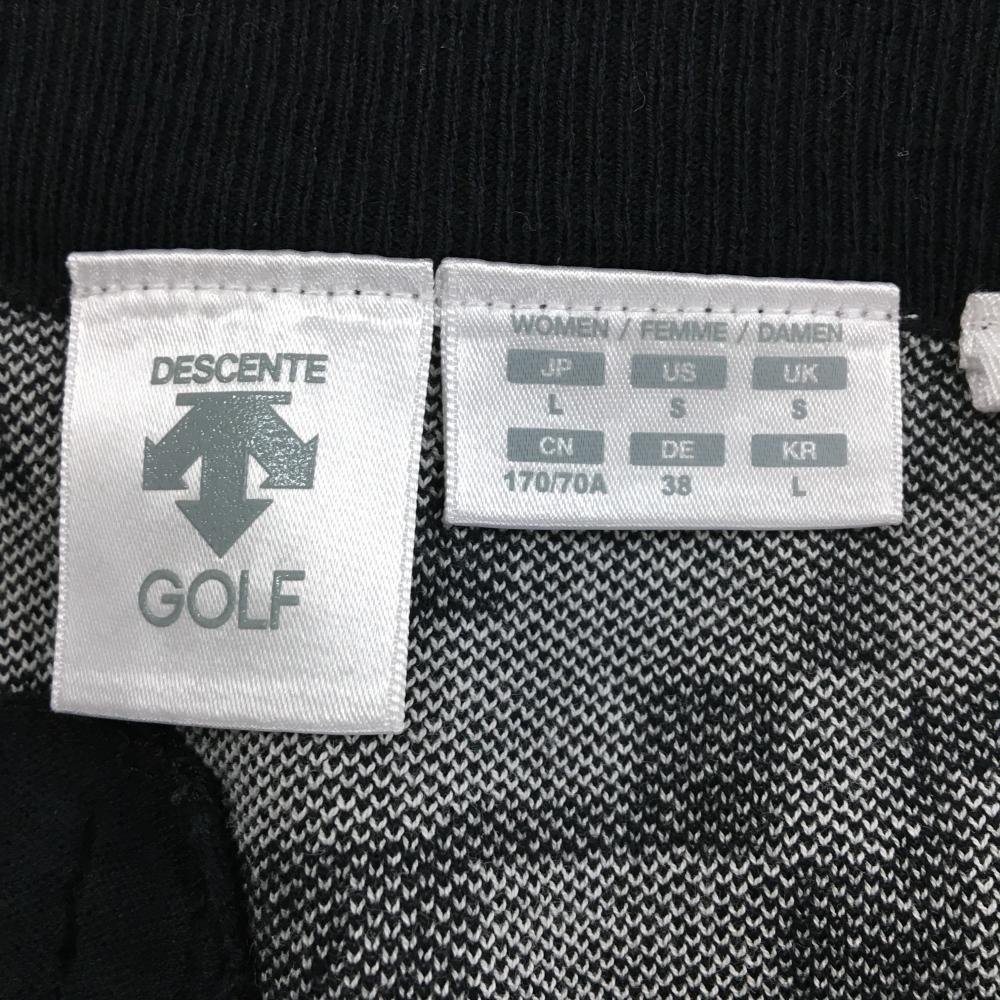 DESCENTE
GOLF
WOMEN / FEMME / DAMEN
JP US UK
L S S
CN DE KR
170/70A 38 L